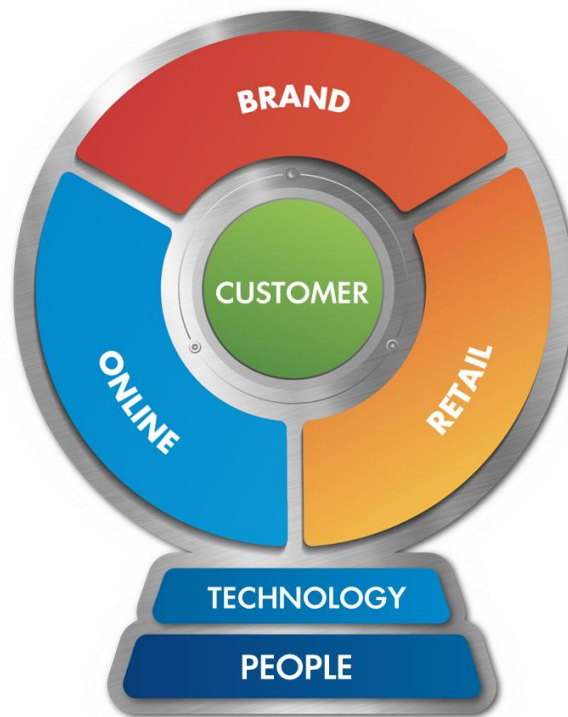 BRAND
CUSTOMER
ONLINE
RETAIL
TECHNOLOGY
PEOPLE